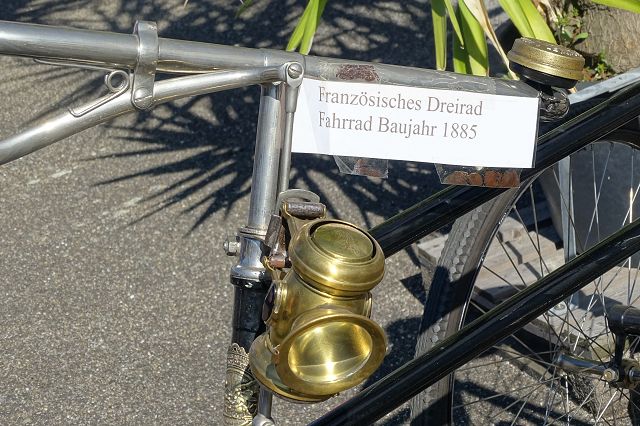 Französisches Dreirad
Fahrrad Baujahr 1885